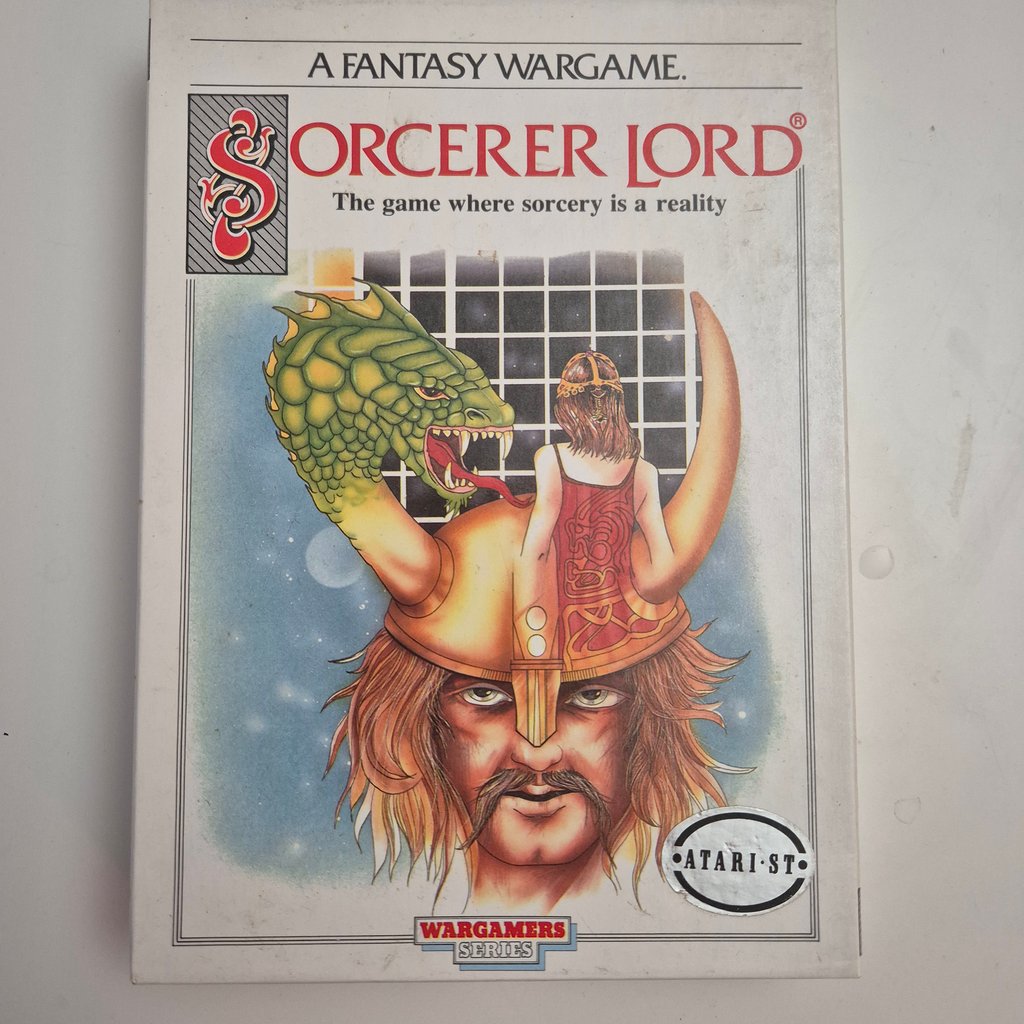 A FANTASY WARGAME.
SORCERER LORD®
The game where sorcery is a reality
•ATARI·ST•
WARGAMERS
SERIES